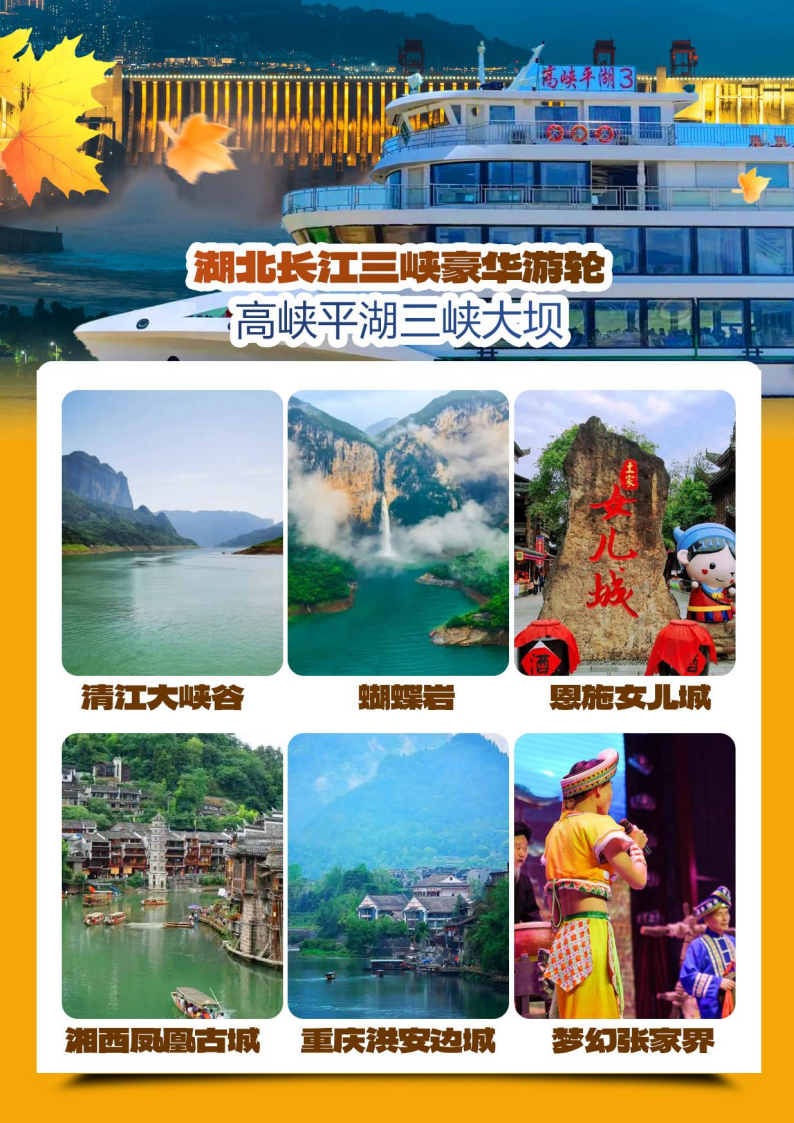 高峡平湖3
湖北长江三峡豪华游轮
高峡平湖三峡大坝
土家
女儿城
酒
清江大峡谷
蝴蝶岩
恩施女儿城
湘西凤凰古城
重庆洪安边城
梦幻张家界